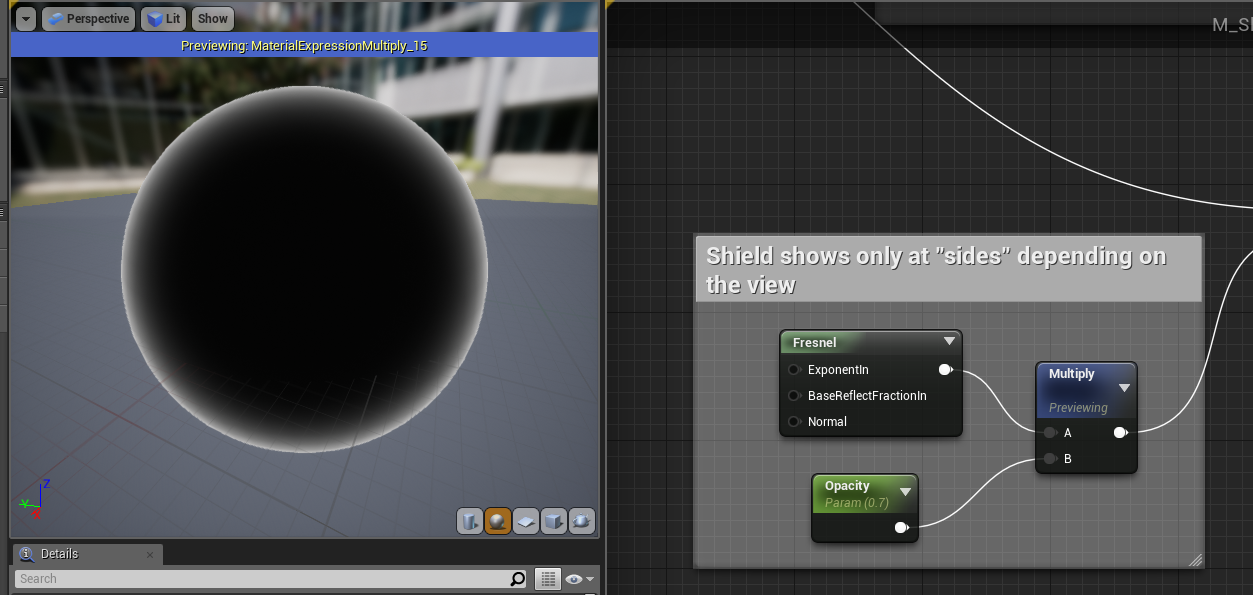 Perspective
Lit
Show
Previewing: MaterialExpressionMultiply_15
Z
Y
X
Details
Search
Shield shows only at "sides" depending on
the view
Fresnel
ExponentIn
BaseReflectFractionIn
Normal
Multiply
Previewing
A
B
Opacity
Param (0.7)